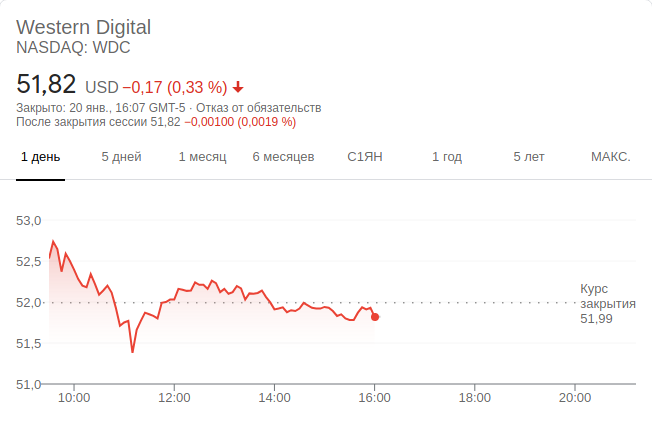 Western Digital
NASDAQ: WDC
51,82 USD −0,17 (0,33 %)
Закрыто: 20 янв., 16:07 GMT-5 · Отказ от обязательств
После закрытия сессии 51,82 −0,00100 (0,0019 %)
1 день 5 дней 1 месяц 6 месяцев С1ЯН 1 год 5 лет МАКС.
53,0
52,5
52,0
51,5
51,0
Курс
закрытия
51,99
10:00 12:00 14:00 16:00 18:00 20:00